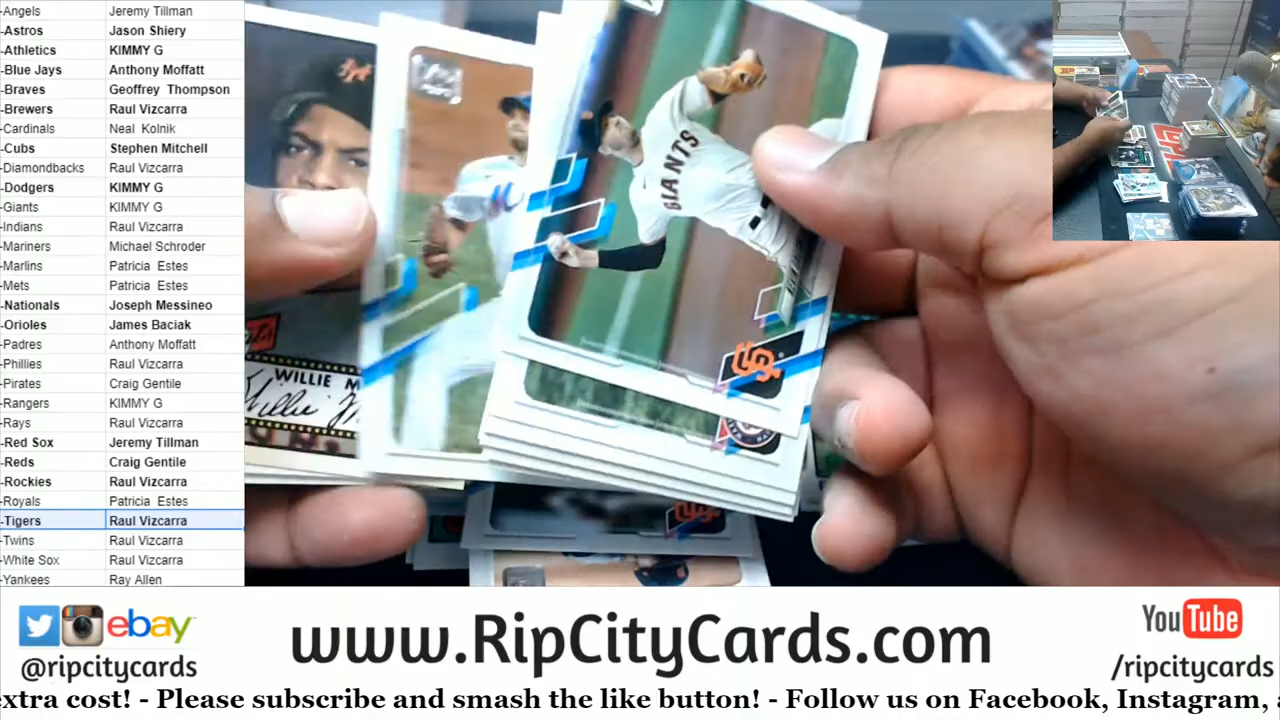 -Angels Jeremy Tillman
-Astros Jason Shiery
-Athletics KIMMY G
-Blue Jays Anthony Moffatt
-Braves Geoffrey Thompson
-Brewers Raul Vizcarra
-Cardinals Neal Kolnik
-Cubs Stephen Mitchell
-Diamondbacks Raul Vizcarra
-Dodgers KIMMY G
-Giants KIMMY G
-Indians Raul Vizcarra
-Mariners Michael Schroder
-Marlins Patricia Estes
-Mets Patricia Estes
-Nationals Joseph Messineo
-Orioles James Baciak
-Padres Anthony Moffatt
-Phillies Raul Vizcarra
-Pirates Craig Gentile
-Rangers KIMMY G
-Rays Raul Vizcarra
-Red Sox Jeremy Tillman
-Reds Craig Gentile
-Rockies Raul Vizcarra
-Royals Patricia Estes
-Tigers Raul Vizcarra
-Twins Raul Vizcarra
-White Sox Raul Vizcarra
-Yankees Ray Allen
GIANTS
WILLIE M
Willie
ebay
@ripcitycards
www.RipCityCards.com
YouTube
/ripcitycards
extra cost! - Please subscribe and smash the like button! - Follow us on Facebook, Instagram,